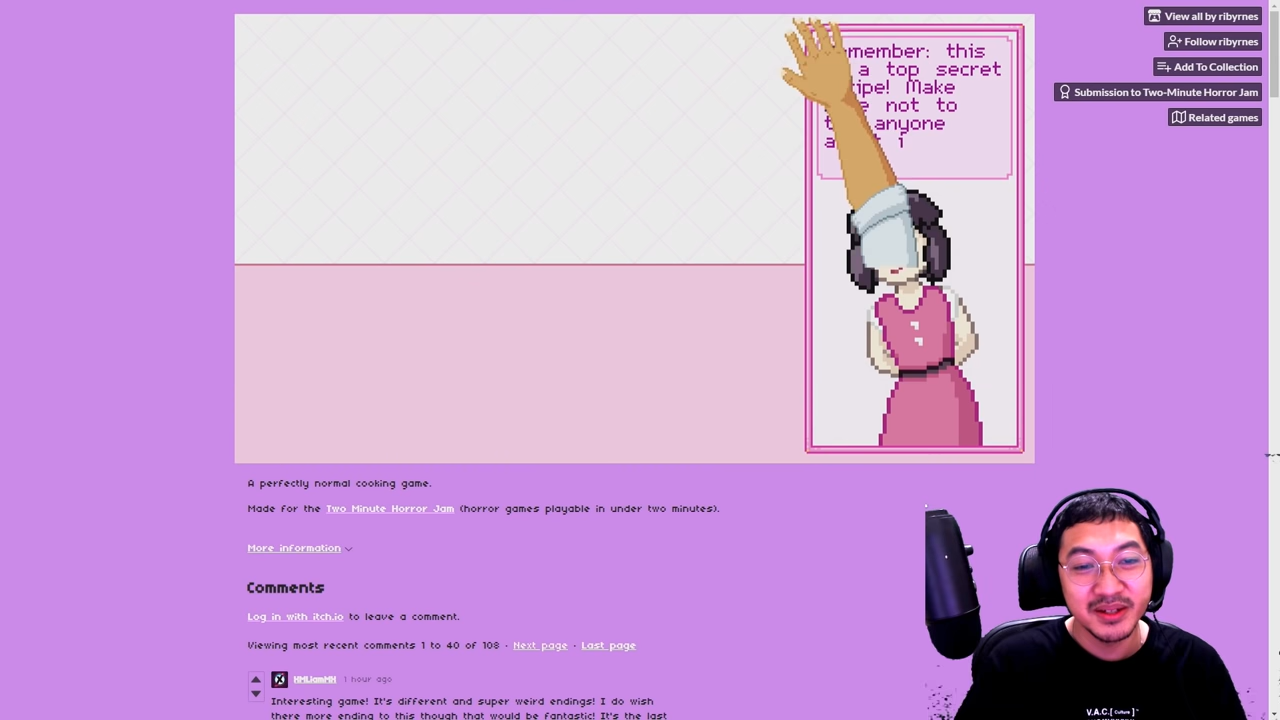 View all by ribyrnes
Follow ribyrnes
Add To Collection
Submission to Two-Minute Horror Jam
Related games
this
a top secret
Make
not to
anyone
A perfectly normal cooking game.
Made for the Two Minute Horror Jam (horror games playable in under two minutes).
More information
Comments
Log in with itch.io to leave a comment.
Viewing most recent comments 1 to 40 of 108 · Next page · Last page
1 hour ago
Interesting game! It's different and super weird endings! I do wish
there more ending to this though that would be fantastic! It's the last
V.A.C.[Culture]